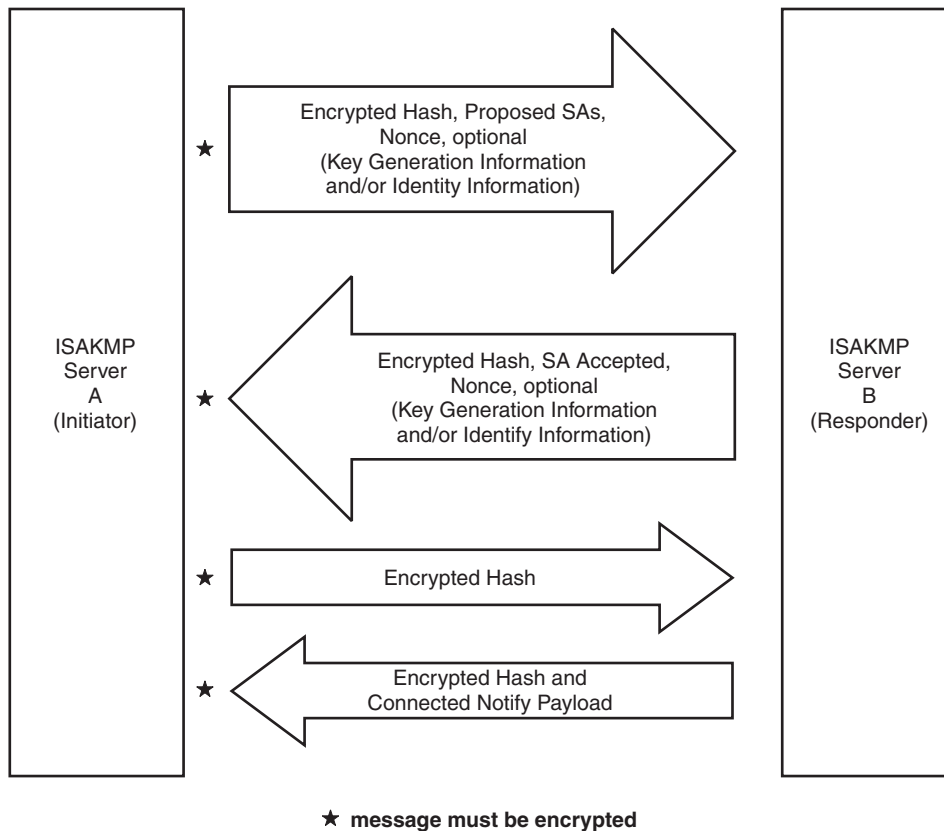 Encrypted Hash, Proposed SAs,
Nonce, optional
(Key Generation Information
and/or Identity Information)
ISAKMP
Server
A
(Initiator)
Encrypted Hash, SA Accepted,
Nonce, optional
(Key Generation Information
and/or Identify Information)
ISAKMP
Server
B
(Responder)
Encrypted Hash
Encrypted Hash and
Connected Notify Payload
★ message must be encrypted